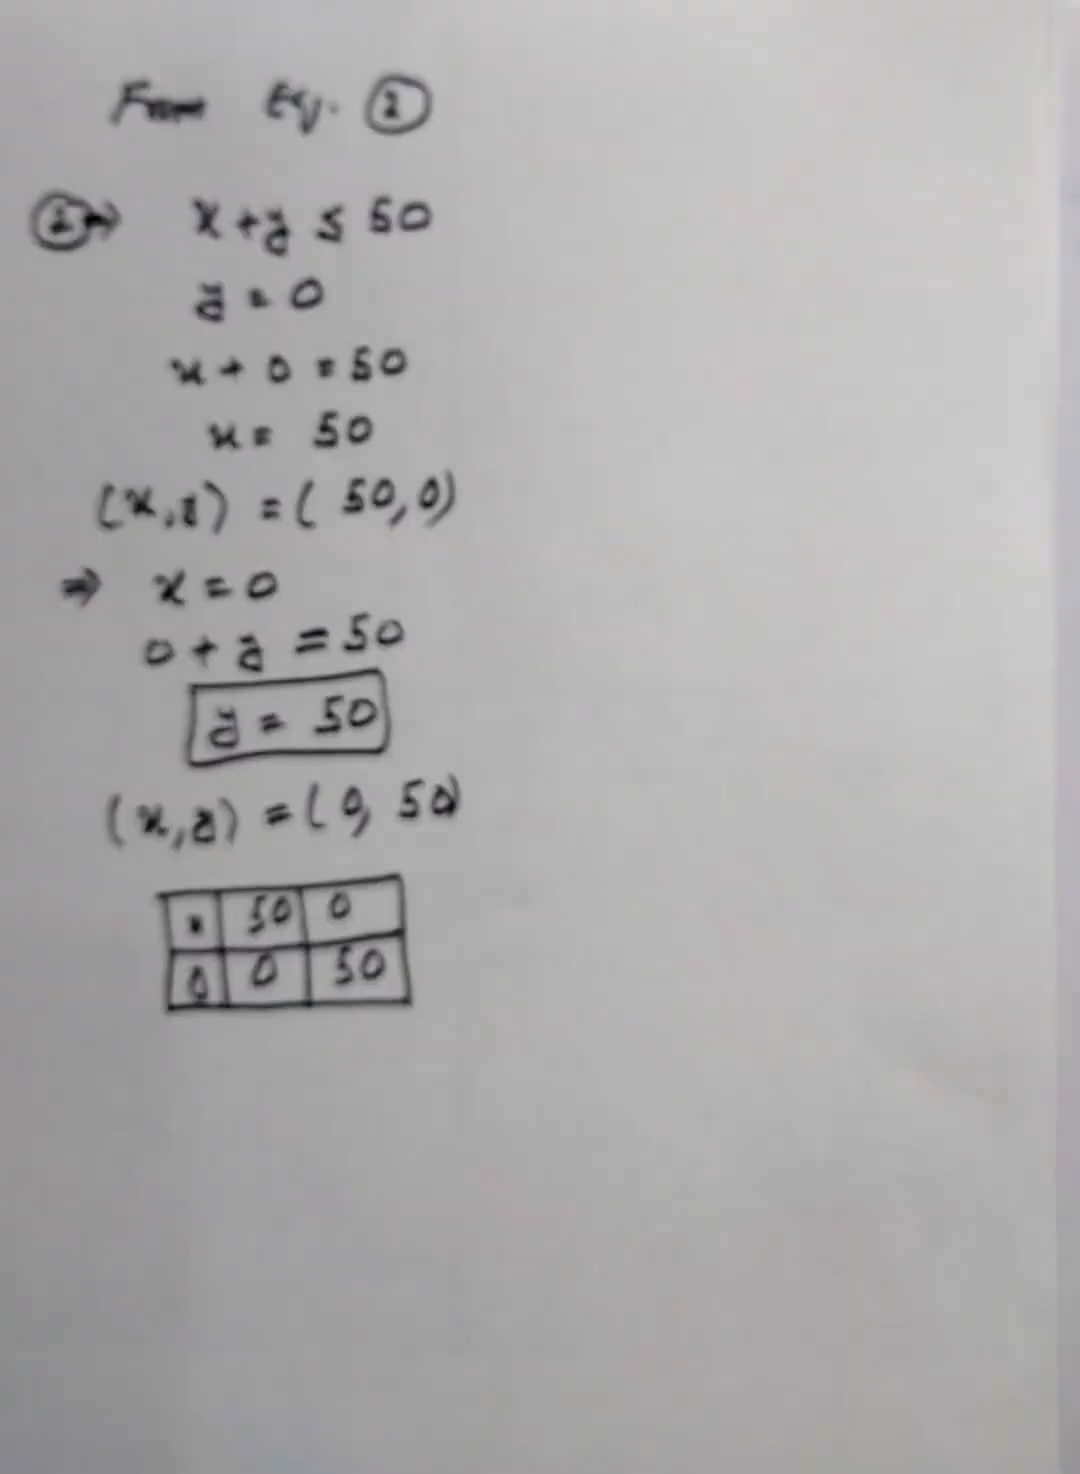 From Eq. ②
② ⇒ x + y ≤ 50
y = 0
x + 0 = 50
x = 50
(x, y) = ( 50, 0)
⇒ x = 0
0 + y = 50
y = 50
(x, y) = (0, 50)
x 50 0
y 0 50